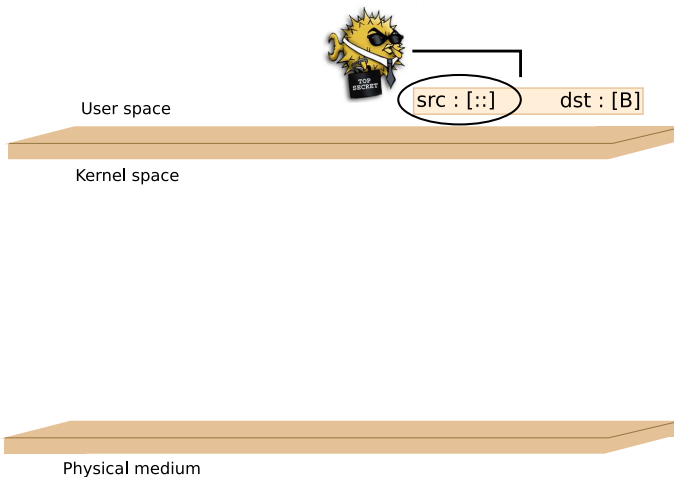 TOP
SECRET
src : [::] dst : [B]
User space
Kernel space
Physical medium